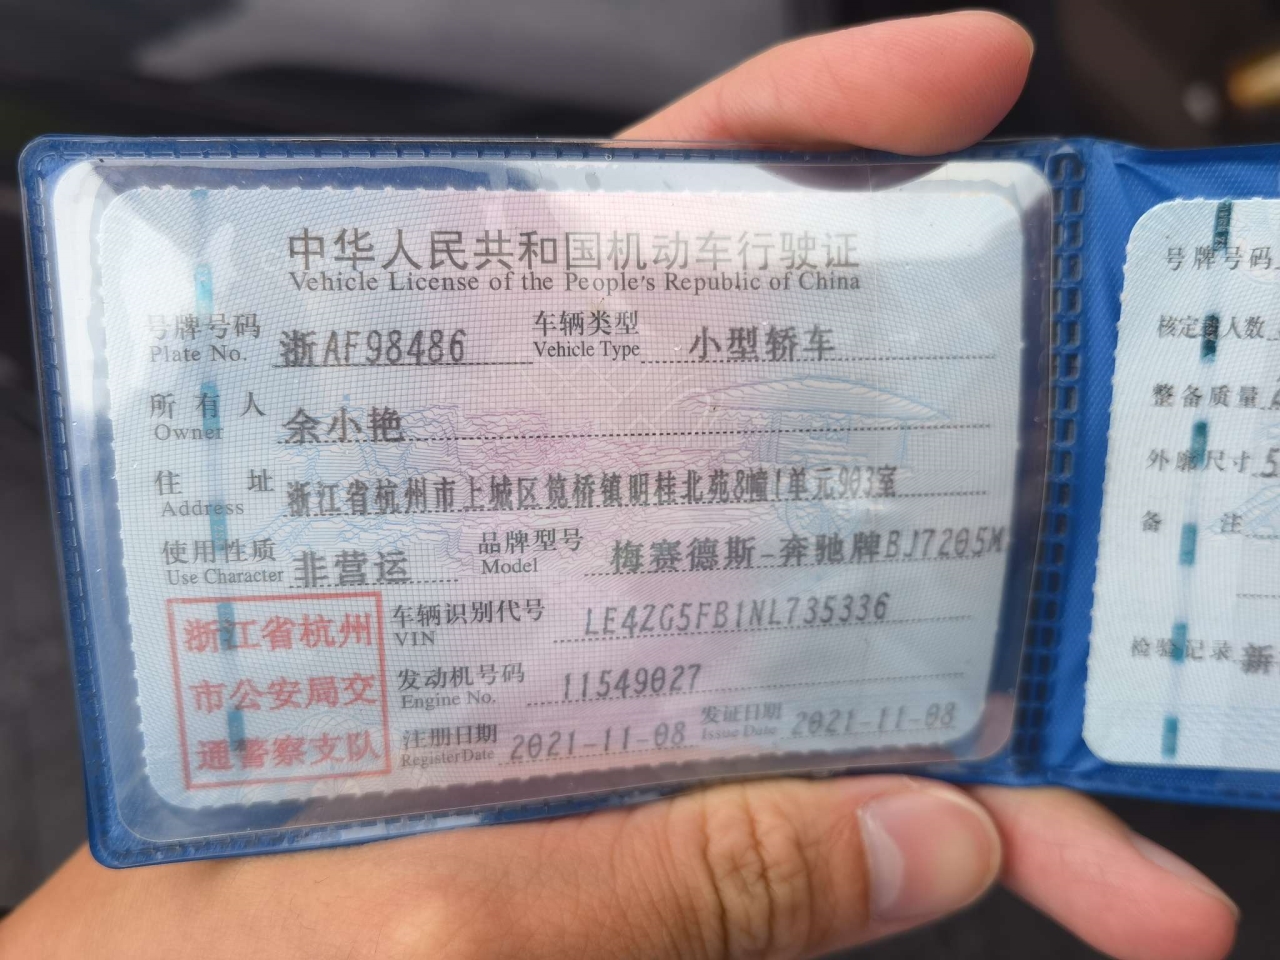 中华人民共和国机动车行驶证
Vehicle License of the People's Republic of China
号牌号码 浙AF98486 车辆类型 小型轿车
Plate No. Vehicle Type
所有人 余小艳
Owner
住址 浙江省杭州市上城区笕桥镇明桂北苑8幢1单元903室
Address
使用性质 非营运 品牌型号 梅赛德斯-奔驰牌BJ7205M
Use Character Model
浙江省杭州
市公安局交
通警察支队
车辆识别代号 LE4ZG5FB1NL735336
VIN
发动机号码 11549027
Engine No.
注册日期 2021-11-08 发证日期 2021-11-08
Register Date Issue Date
号牌号码
核定载人数
整备质量
外廓尺寸 5
备注
检验记录 新